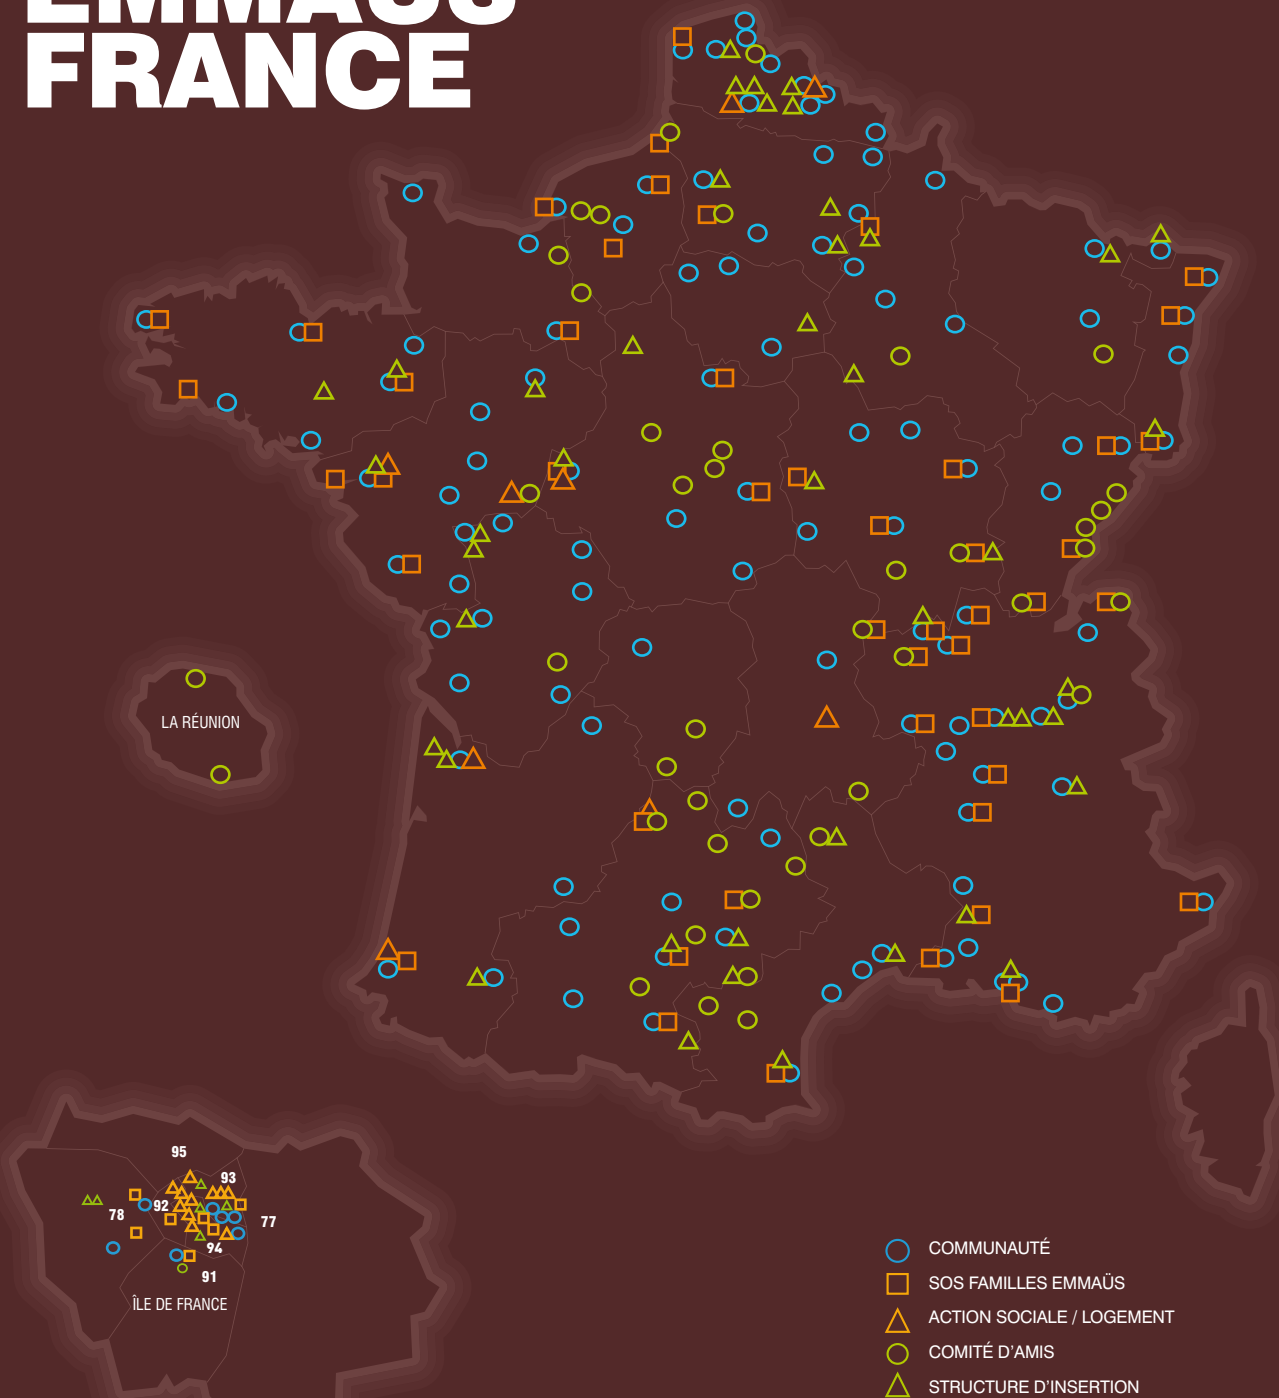 EMMAÜS
FRANCE
LA RÉUNION
95
93
92
78
77
94
91
ÎLE DE FRANCE
COMMUNAUTÉ
SOS FAMILLES EMMAÜS
ACTION SOCIALE / LOGEMENT
COMITÉ D'AMIS
STRUCTURE D'INSERTION